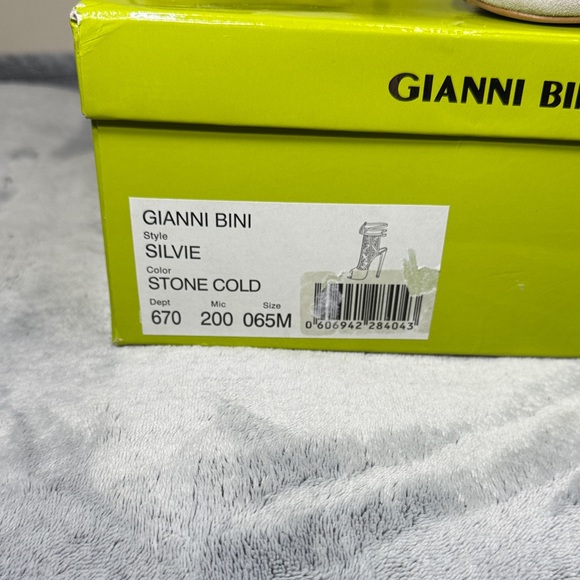 GIANNI BI
GIANNI BINI
Style
SILVIE
Color
STONE COLD
Dept Mic Size
670 200 065M
0 606942 284043